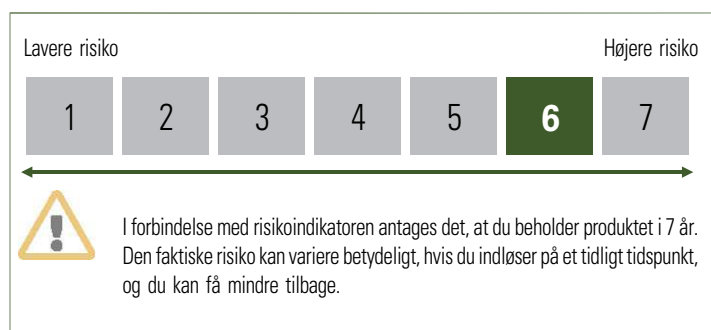 Lavere risiko Højere risiko
1 2 3 4 5 6 7
I forbindelse med risikoindikatoren antages det, at du beholder produktet i 7 år.
Den faktiske risiko kan variere betydeligt, hvis du indløser på et tidligt tidspunkt,
og du kan få mindre tilbage.